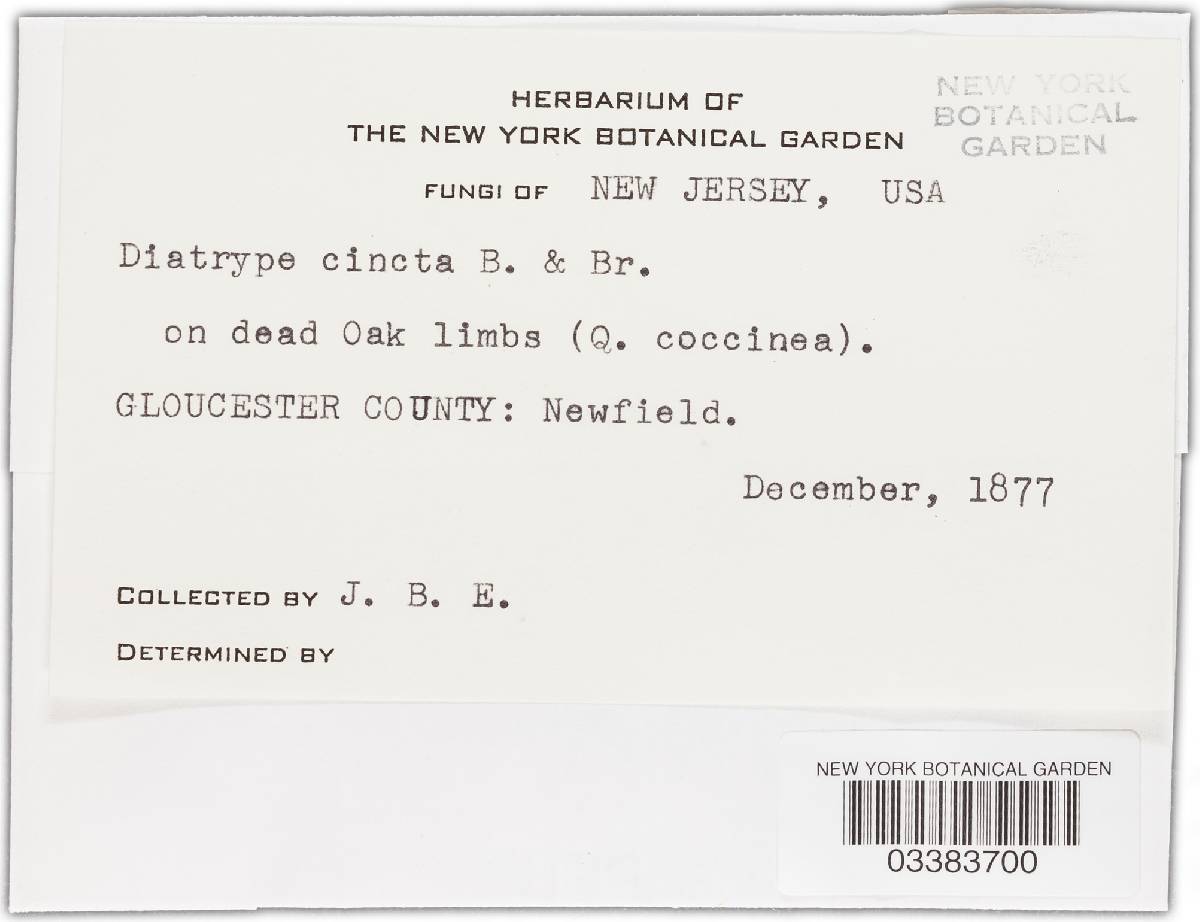 HERBARIUM OF
THE NEW YORK BOTANICAL GARDEN
NEW YORK
BOTANICAL
GARDEN
FUNGI OF NEW JERSEY, USA
Diatrype cincta B. & Br.
on dead Oak limbs (Q. coccinea).
GLOUCESTER COUNTY: Newfield.
December, 1877
COLLECTED BY J. B. E.
DETERMINED BY
NEW YORK BOTANICAL GARDEN
03383700